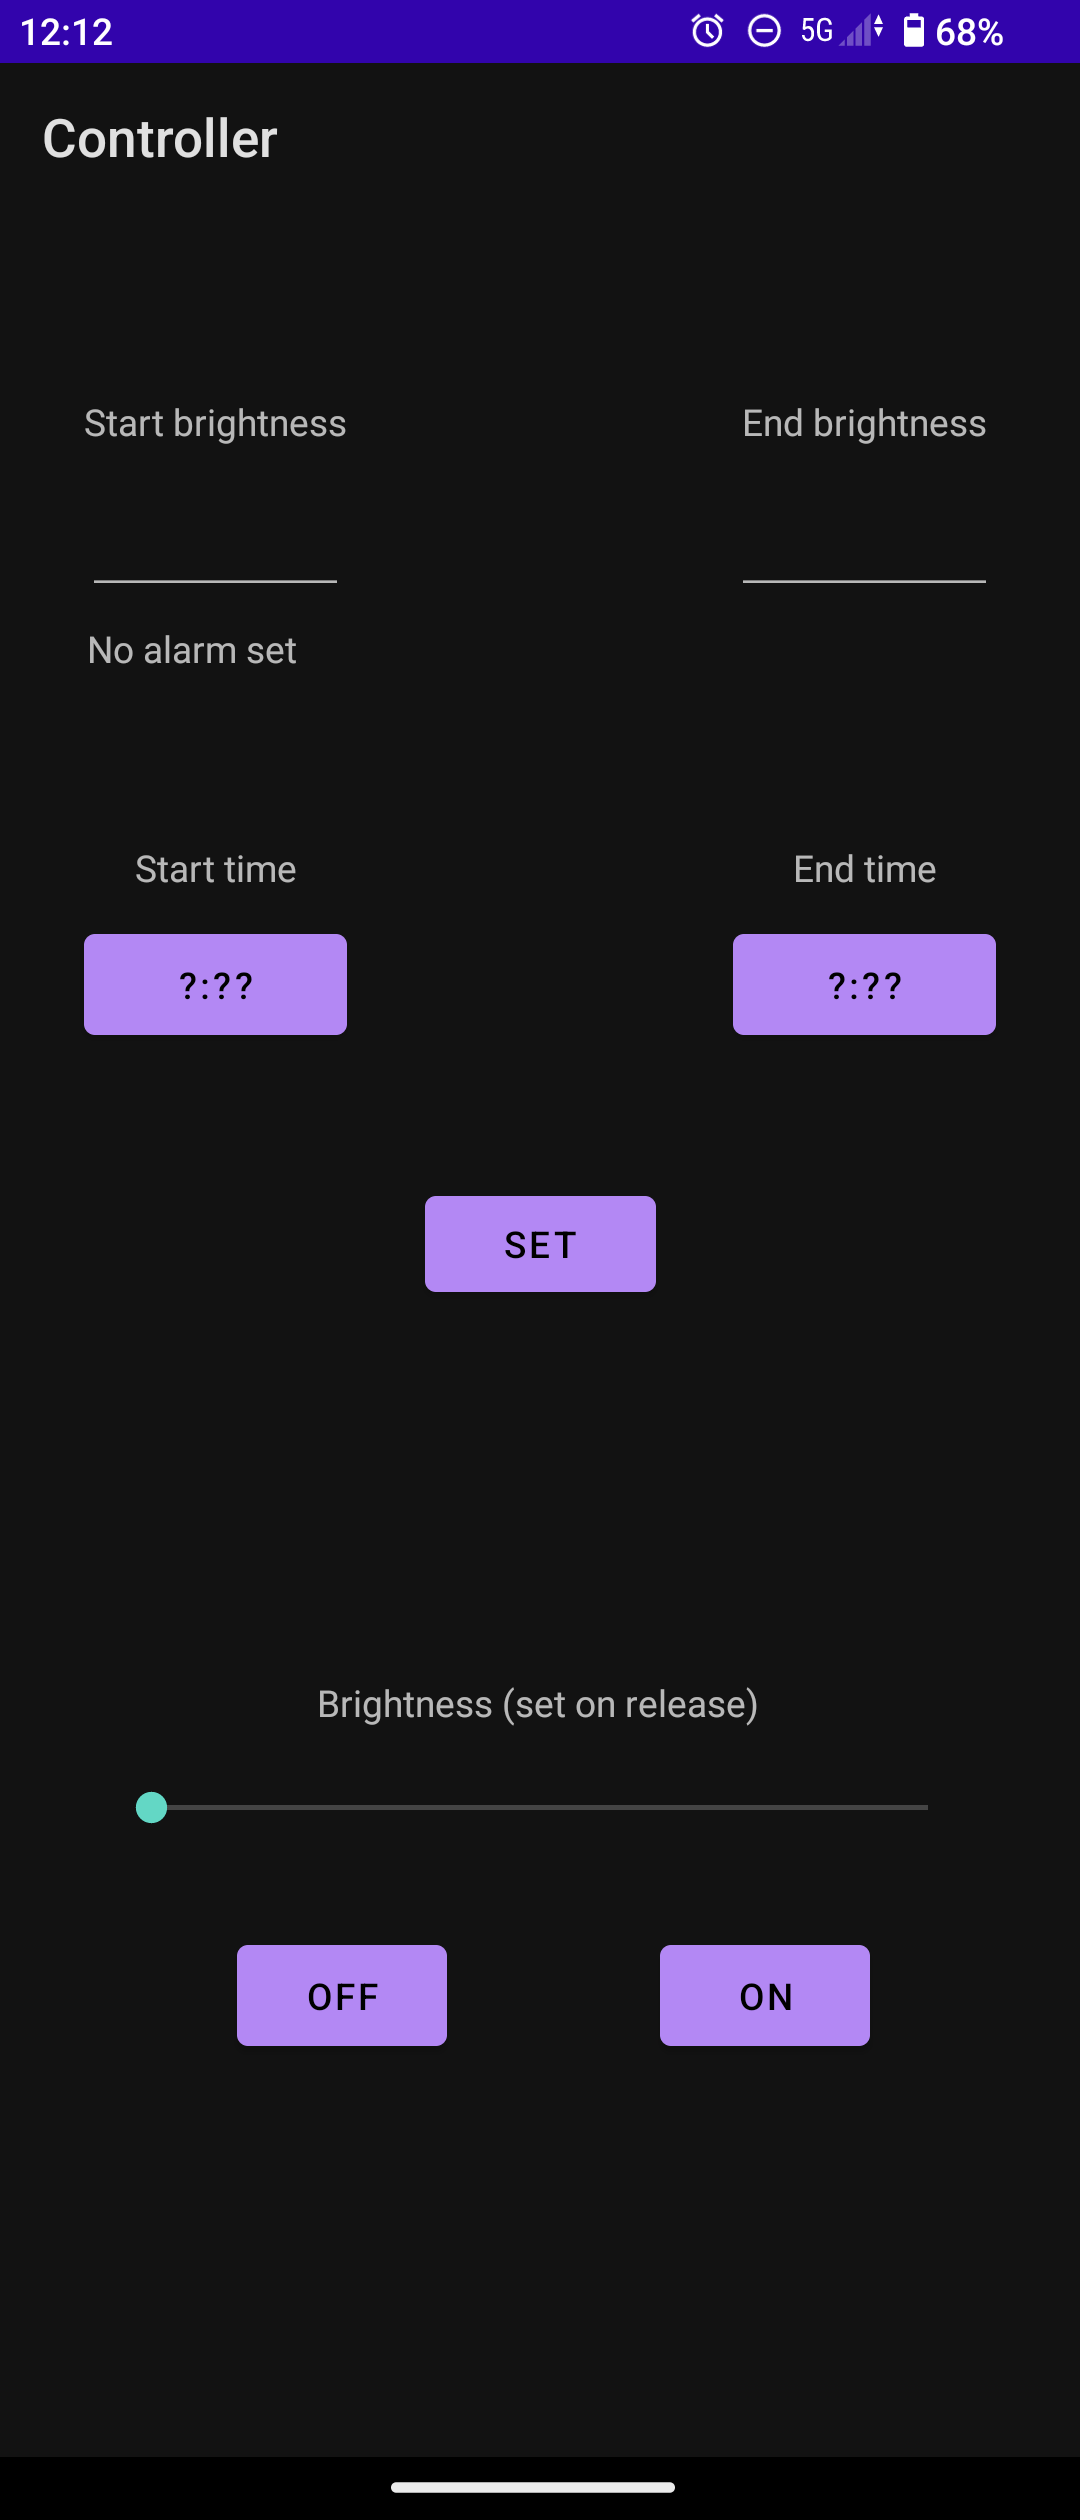 12:12 5G 68%
Controller
Start brightness End brightness
No alarm set
Start time End time
?:?? ?:??
SET
Brightness (set on release)
OFF ON